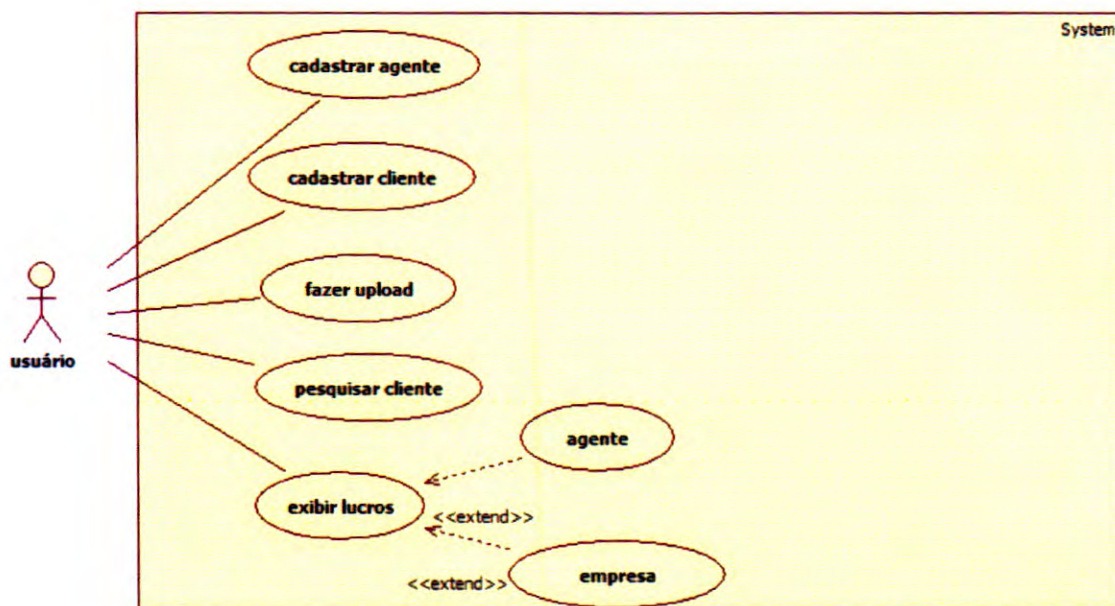 System
cadastrar agente
cadastrar cliente
fazer upload
usuário
pesquisar cliente
agente
exibir lucros
<<extend>>
empresa
<<extend>>